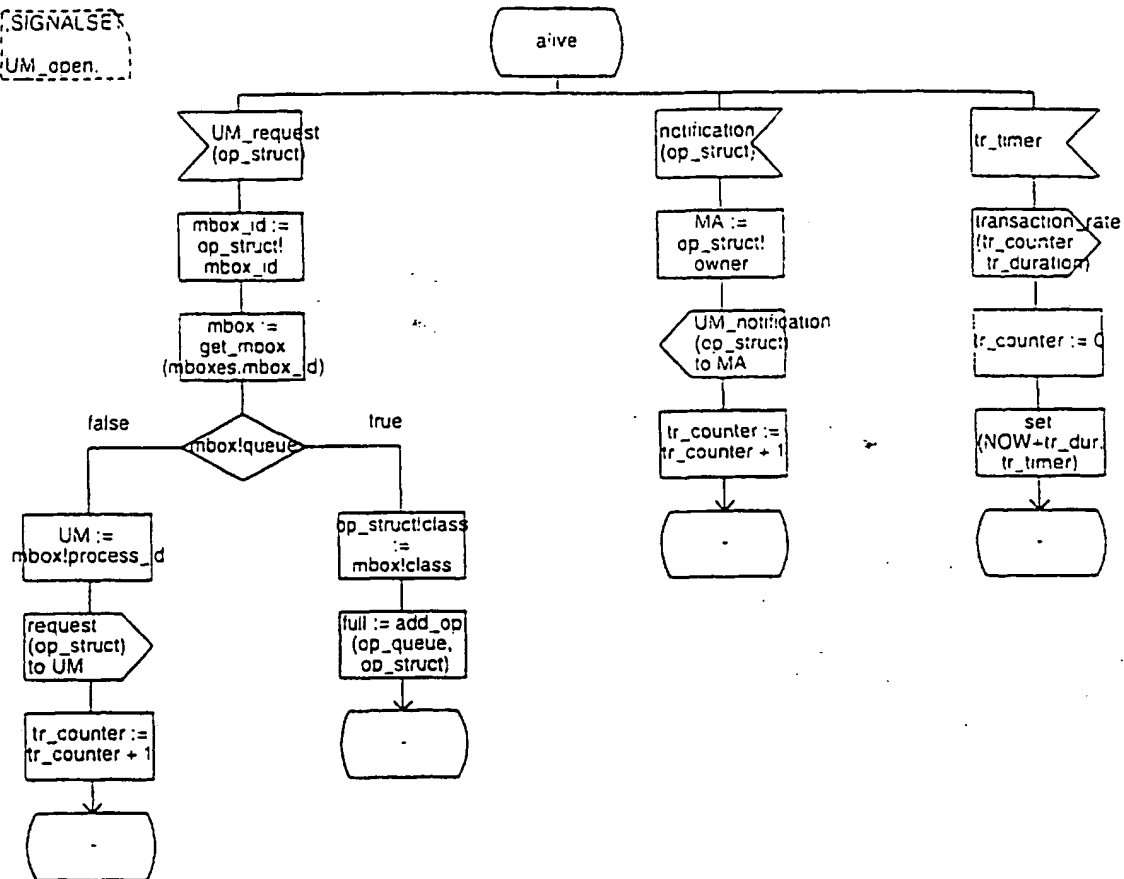 SIGNALSET
UM_open.
alive
UM_request
(op_struct)
mbox_id :=
op_struct!
mbox_id
mbox :=
get_mbox
(mboxes.mbox_id)
false
true
mbox!queue
UM :=
mbox!process_id
request
(op_struct)
to UM
tr_counter :=
tr_counter + 1
-
op_struct!class
:=
mbox!class
full := add_op
(op_queue,
op_struct)
-
notification
(op_struct)
MA :=
op_struct!
owner
UM_notification
(op_struct)
to MA
tr_counter :=
tr_counter + 1
-
tr_timer
transaction_rate
(tr_counter
tr_duration)
tr_counter := 0
set
(NOW+tr_dur.
tr_timer)
-